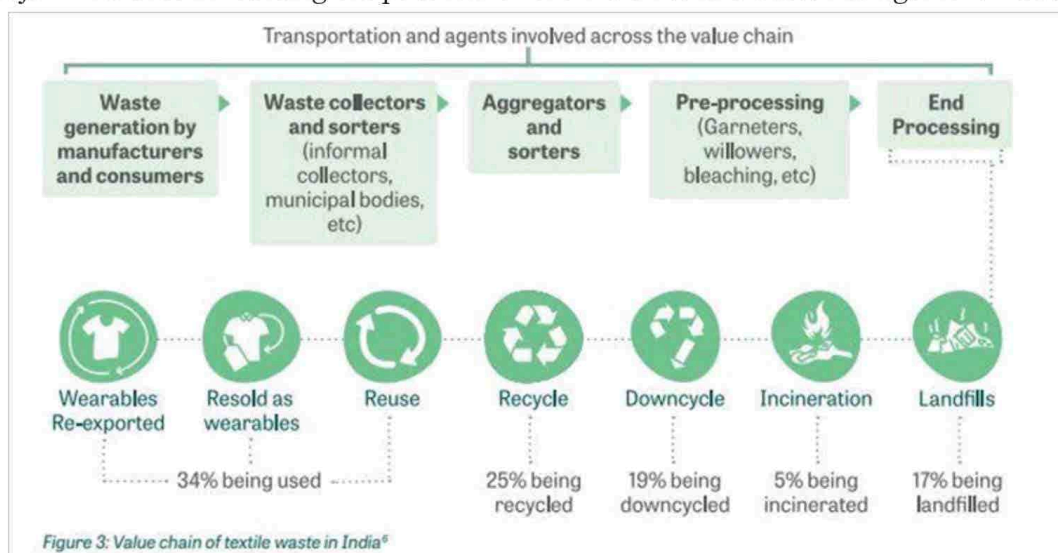 Transportation and agents involved across the value chain
Waste
generation by
manufacturers
and consumers
Waste collectors
and sorters
(informal
collectors,
municipal bodies,
etc)
Aggregators
and
sorters
Pre-processing
(Garneters,
willowers,
bleaching, etc)
End
Processing
Wearables
Re-exported
Resold as
wearables
Reuse
Recycle
Downcycle
Incineration
Landfills
34% being used
25% being
recycled
19% being
downcycled
5% being
incinerated
17% being
landfilled
Figure 3: Value chain of textile waste in India⁶